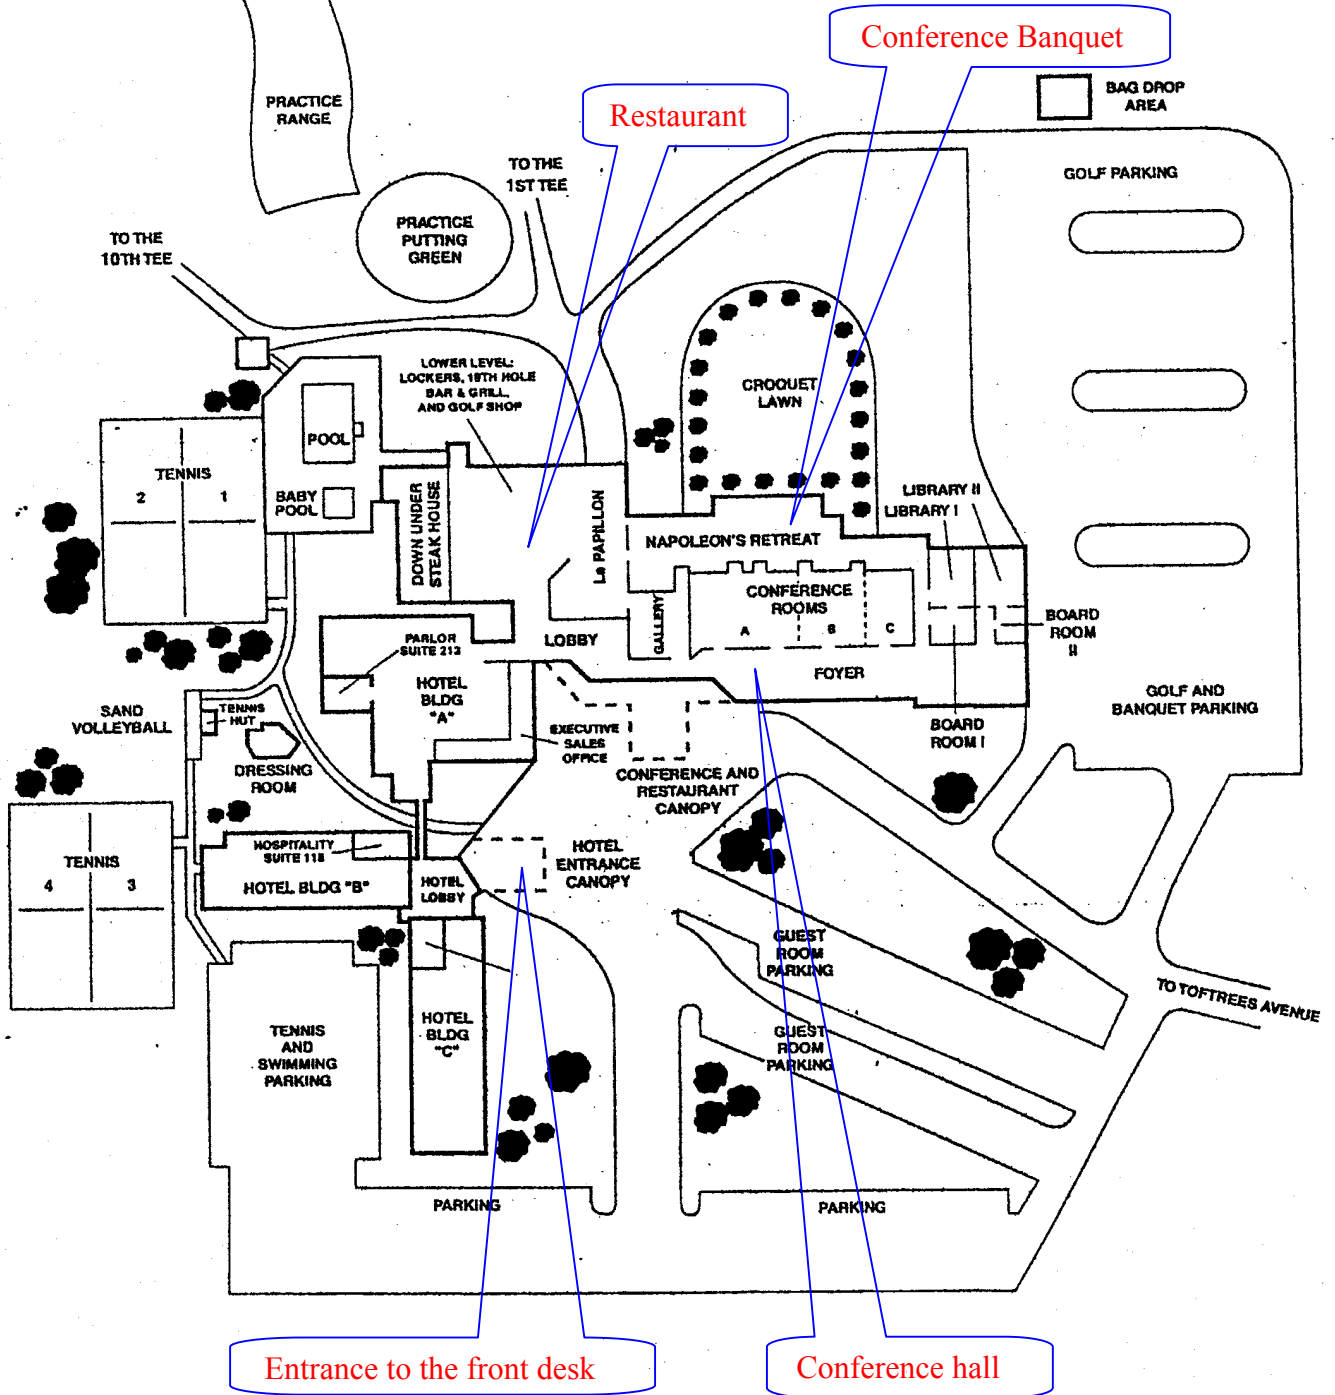 Conference Banquet
Restaurant
PRACTICE
RANGE
BAG DROP
AREA
TO THE
1ST TEE
GOLF PARKING
PRACTICE
PUTTING
GREEN
TO THE
10TH TEE
LOWER LEVEL:
LOCKERS, 19TH HOLE
BAR & GRILL,
AND GOLF SHOP
CROQUET
LAWN
POOL
TENNIS
2 1
BABY
POOL
DOWN UNDER
STEAK HOUSE
Le PAPILLON
LIBRARY II
LIBRARY I
NAPOLEON'S RETREAT
CONFERENCE
ROOMS
A B C
GALLERY
BOARD
ROOM
II
LOBBY
PARLOR
SUITE 213
FOYER
HOTEL
BLDG
"A"
GOLF AND
BANQUET PARKING
SAND
VOLLEYBALL
TENNIS
HUT
EXECUTIVE
SALES
OFFICE
BOARD
ROOM I
DRESSING
ROOM
CONFERENCE AND
RESTAURANT
CANOPY
HOSPITALITY
SUITE 118
HOTEL
ENTRANCE
CANOPY
TENNIS
4 3
HOTEL BLDG "B"
HOTEL
LOBBY
GUEST
ROOM
PARKING
TO TOFTREES AVENUE
TENNIS
AND
SWIMMING
PARKING
HOTEL
BLDG
"C"
GUEST
ROOM
PARKING
PARKING
PARKING
Entrance to the front desk
Conference hall